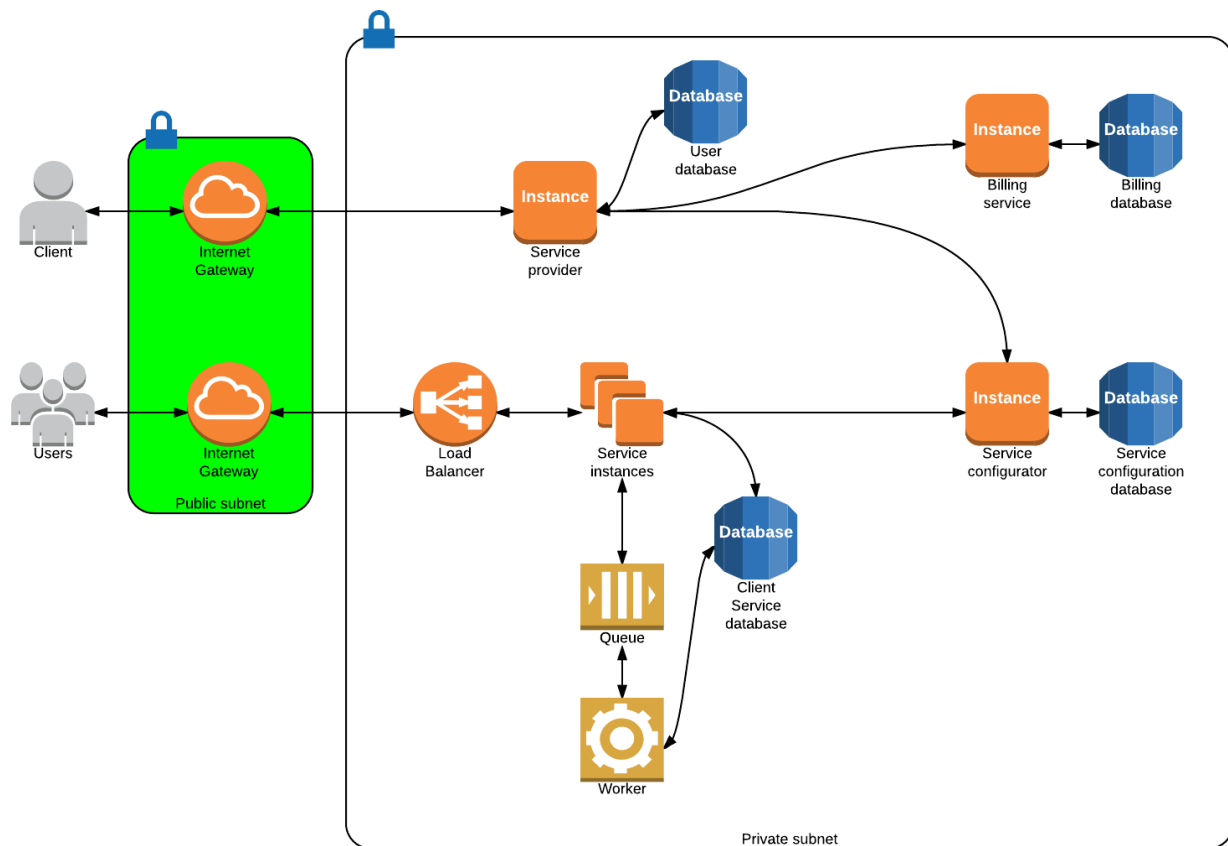 Database
User
database
Instance
Billing
service
Database
Billing
database
Client
Internet
Gateway
Instance
Service
provider
Users
Internet
Gateway
Public subnet
Load
Balancer
Service
instances
Instance
Service
configurator
Database
Service
configuration
database
Database
Client
Service
database
Queue
Worker
Private subnet